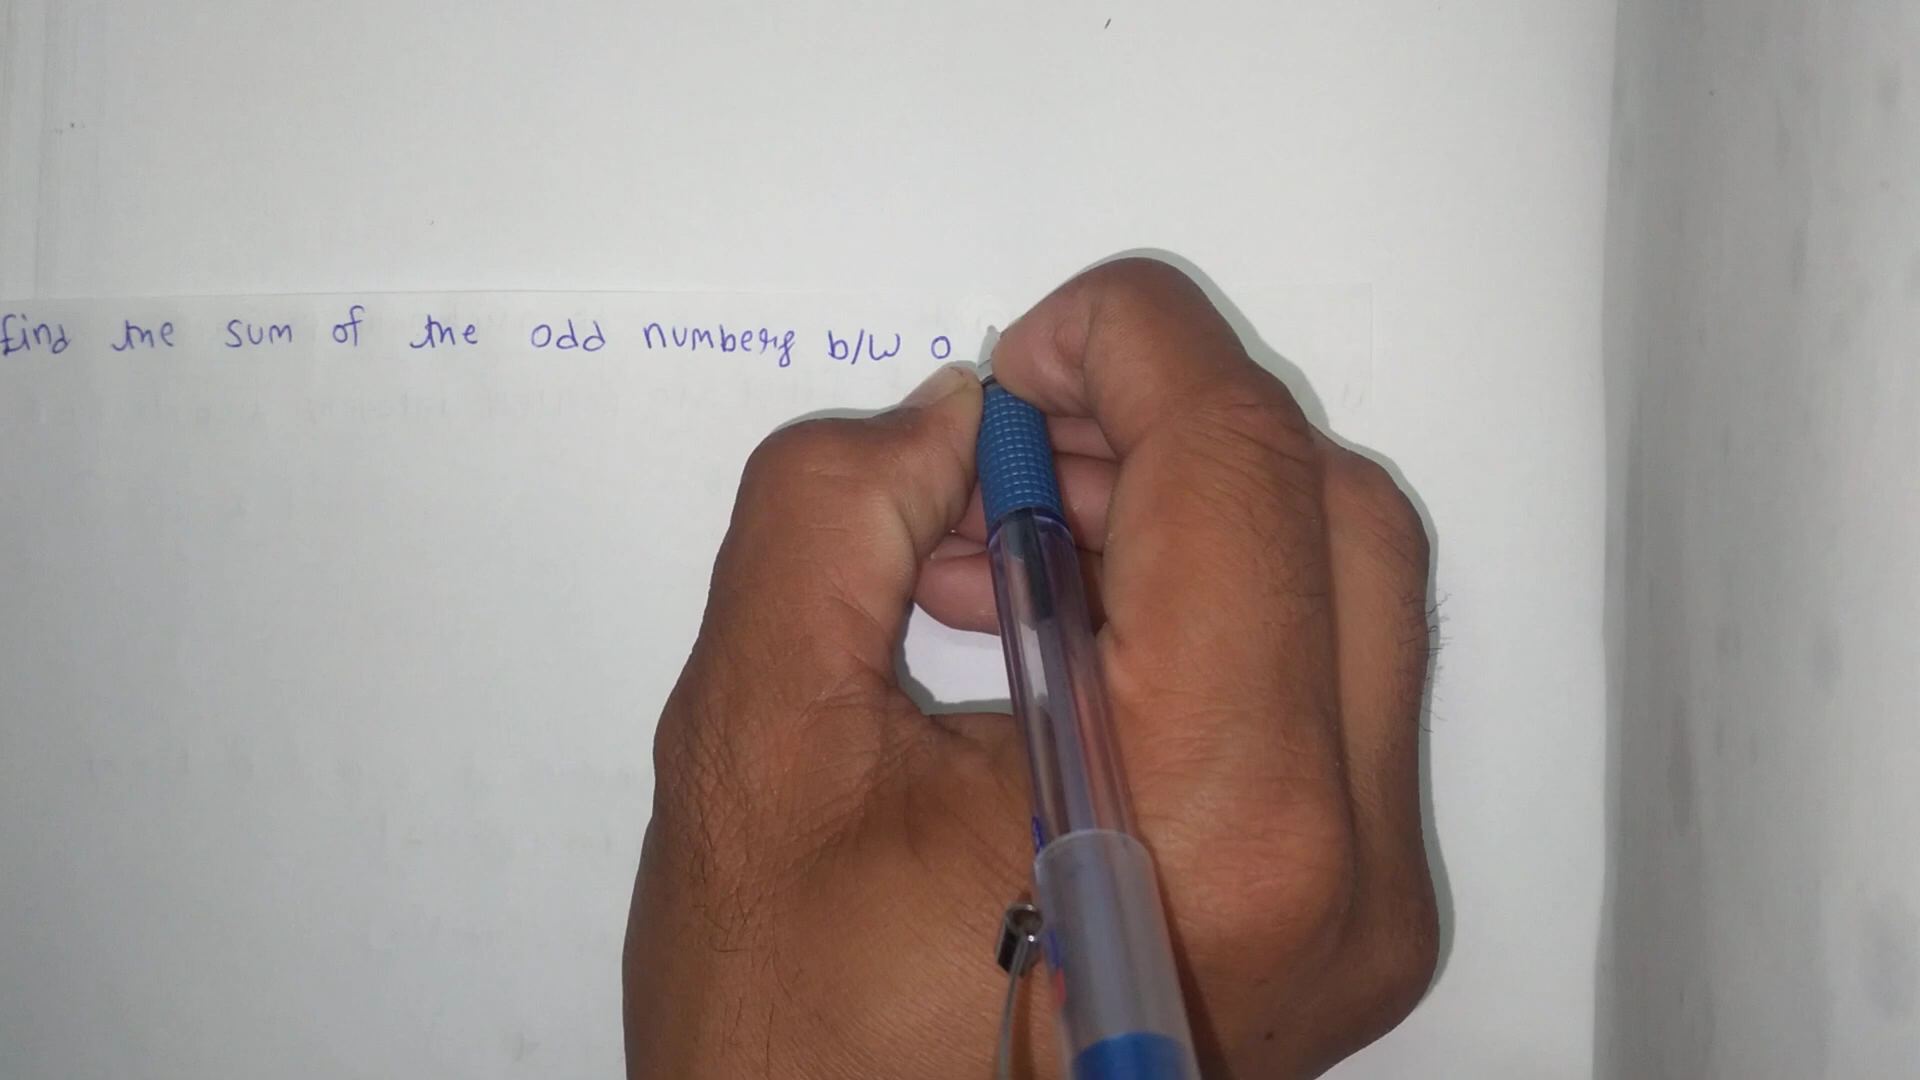 find the sum of the odd numbers b/w 0